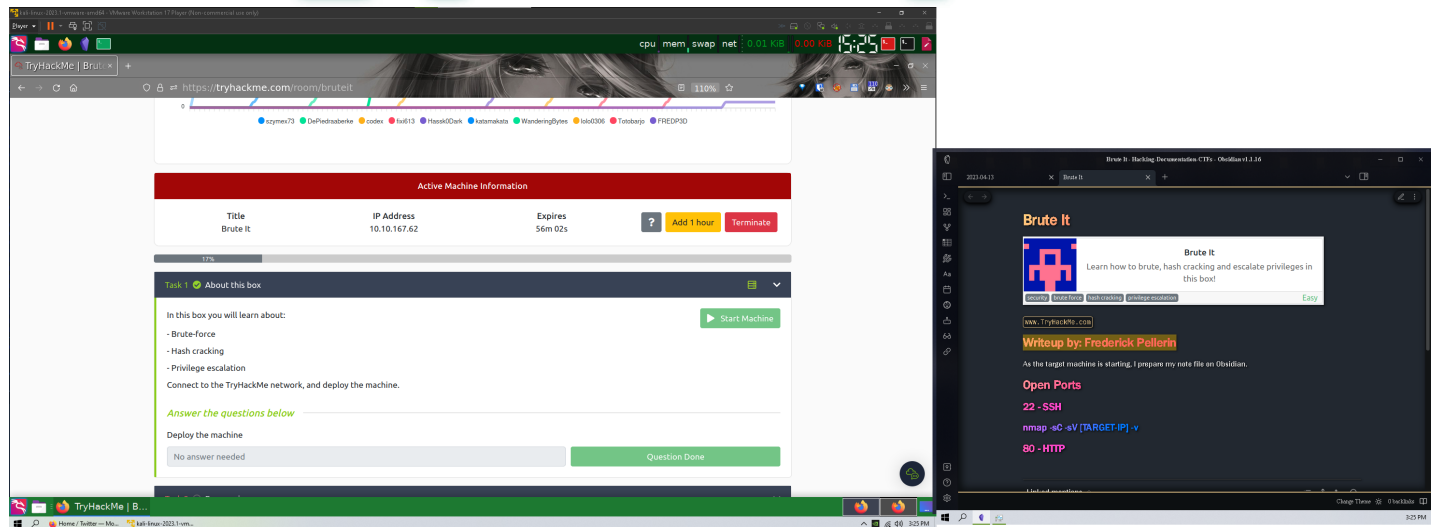 kali-linux-2023.1-vmware-amd64 - VMware Workstation 17 Player (Non-commercial use only)
Player
cpu mem swap net 0.01 KiB 0.00 KiB 15:25
TryHackMe | Brut
https://tryhackme.com/room/bruteit
110%
0
szymex73 DePiedraaberke codex fixi613 Hassk0Dark katamakata WanderingBytes lolo0306 Totobarjo FREDP3D
Active Machine Information
Title IP Address Expires
Brute It 10.10.167.62 56m 02s
? Add 1 hour Terminate
17%
Task 1 About this box
In this box you will learn about:
Start Machine
- Brute-force
- Hash cracking
- Privilege escalation
Connect to the TryHackMe network, and deploy the machine.
Answer the questions below
Deploy the machine
No answer needed
Question Done
TryHackMe | B...
Home / Twitter — Mo... kali-linux-2023.1-vm...
3:25 PM
Brute It - Hacking-Documentation-CTFs - Obsidian v1.1.16
2023-04-13 Brute It
Brute It
Brute It
Learn how to brute, hash cracking and escalate privileges in
this box!
security brute force hash cracking privilege escalation Easy
www.TryHackMe.com
Writeup by: Frederick Pellerin
As the target machine is starting, I prepare my note file on Obsidian.
Open Ports
22 - SSH
nmap -sC -sV [TARGET-IP] -v
80 - HTTP
Linked mentions
Change Theme 0 backlinks
3:25 PM